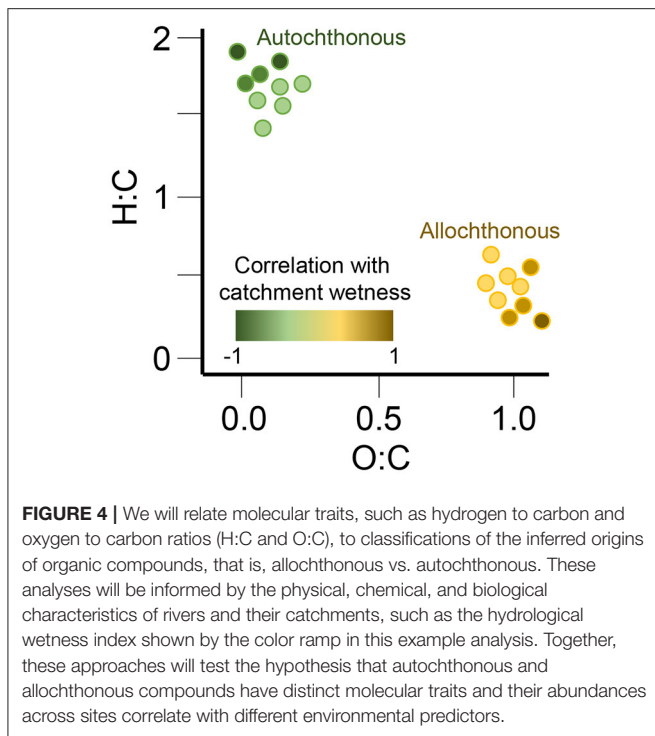 2
Autochthonous
H:C
1
Allochthonous
Correlation with
catchment wetness
-1
1
0
0.0
0.5
1.0
O:C
FIGURE 4 | We will relate molecular traits, such as hydrogen to carbon and
oxygen to carbon ratios (H:C and O:C), to classifications of the inferred origins
of organic compounds, that is, allochthonous vs. autochthonous. These
analyses will be informed by the physical, chemical, and biological
characteristics of rivers and their catchments, such as the hydrological
wetness index shown by the color ramp in this example analysis. Together,
these approaches will test the hypothesis that autochthonous and
allochthonous compounds have distinct molecular traits and their abundances
across sites correlate with different environmental predictors.